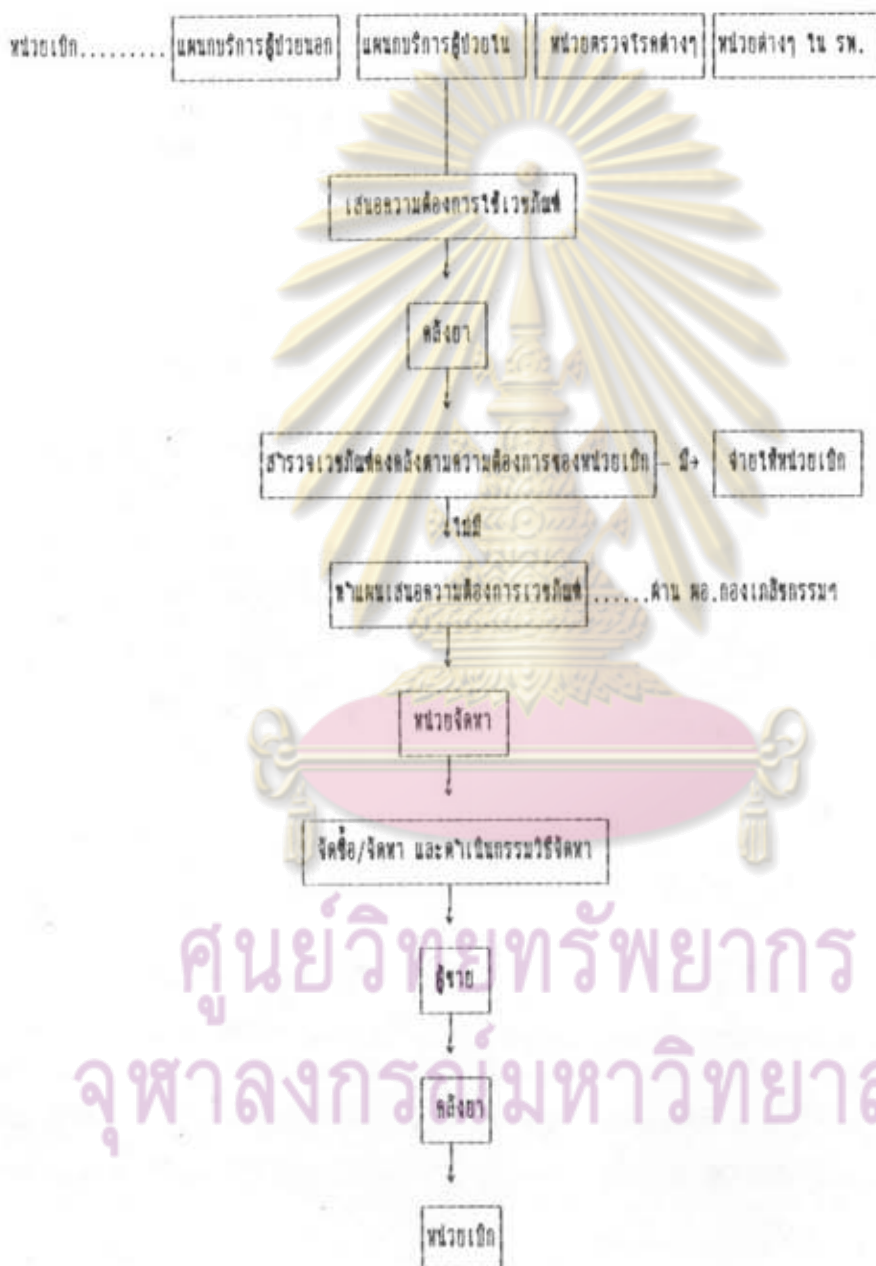 หน่วยเบิก......... แผนกบริการผู้ป่วยนอก แผนกบริการผู้ป่วยใน หน่วยตรวจโรคต่างๆ หน่วยต่างๆ ใน รพ.
เสนอความต้องการใช้เวชภัณฑ์
คลังยา
สำรวจเวชภัณฑ์คงคลังตามความต้องการของหน่วยเบิก - มี→ จ่ายให้หน่วยเบิก
ไม่มี
ทำแผนเสนอความต้องการเวชภัณฑ์ ......ผ่าน ผอ.กองเภสัชกรรมฯ
หน่วยจัดหา
จัดซื้อ/จัดหา และดำเนินกรรมวิธีจัดหา
ศูนย์วิทยทรัพยากร
ผู้ขาย
จุฬาลงกรณ์มหาวิทยาล
คลังยา
หน่วยเบิก